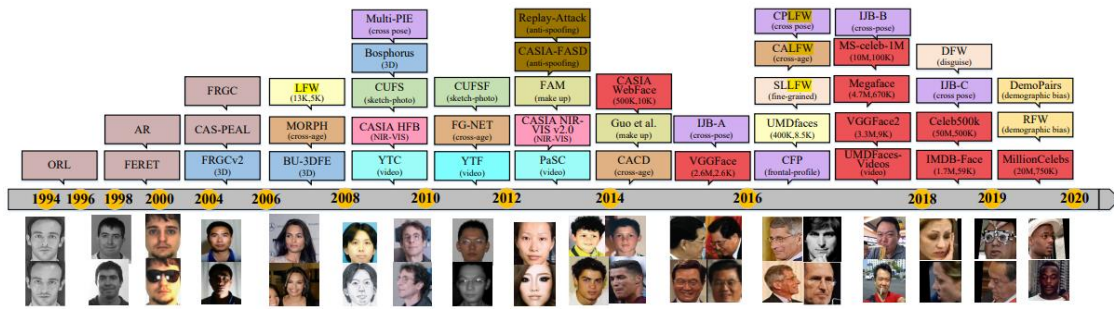 ORL
AR
FERET
FRGC
CAS-PEAL
FRGCv2
(3D)
LFW
(13K,5K)
MORPH
(cross-age)
BU-3DFE
(3D)
Multi-PIE
(cross pose)
Bosphorus
(3D)
CUFS
(sketch-photo)
CASIA HFB
(NIR-VIS)
YTC
(video)
CUFSF
(sketch-photo)
FG-NET
(cross-age)
YTF
(video)
Replay-Attack
(anti-spoofing)
CASIA-FASD
(anti-spoofing)
FAM
(make up)
CASIA NIR-
VIS v2.0
(NIR-VIS)
PaSC
(video)
CASIA
WebFace
(500K,10K)
Guo et al.
(make up)
CACD
(cross-age)
IJB-A
(cross-pose)
VGGFace
(2.6M,2.6K)
CPLFW
(cross pose)
CALFW
(cross-age)
SLLFW
(fine-grained)
UMDfaces
(400K,8.5K)
CFP
(frontal-profile)
IJB-B
(cross-pose)
MS-celeb-1M
(10M,100K)
Megaface
(4.7M,670K)
VGGFace2
(3.3M,9K)
UMDFaces-
Videos
(video)
DFW
(disguise)
IJB-C
(cross pose)
Celeb500k
(50M,500K)
IMDB-Face
(1.7M,59K)
DemoPairs
(demographic bias)
RFW
(demographic bias)
MillionCelebs
(20M,750K)
1994 1996 1998 2000 2004 2006 2008 2010 2012 2014 2016 2018 2019 2020